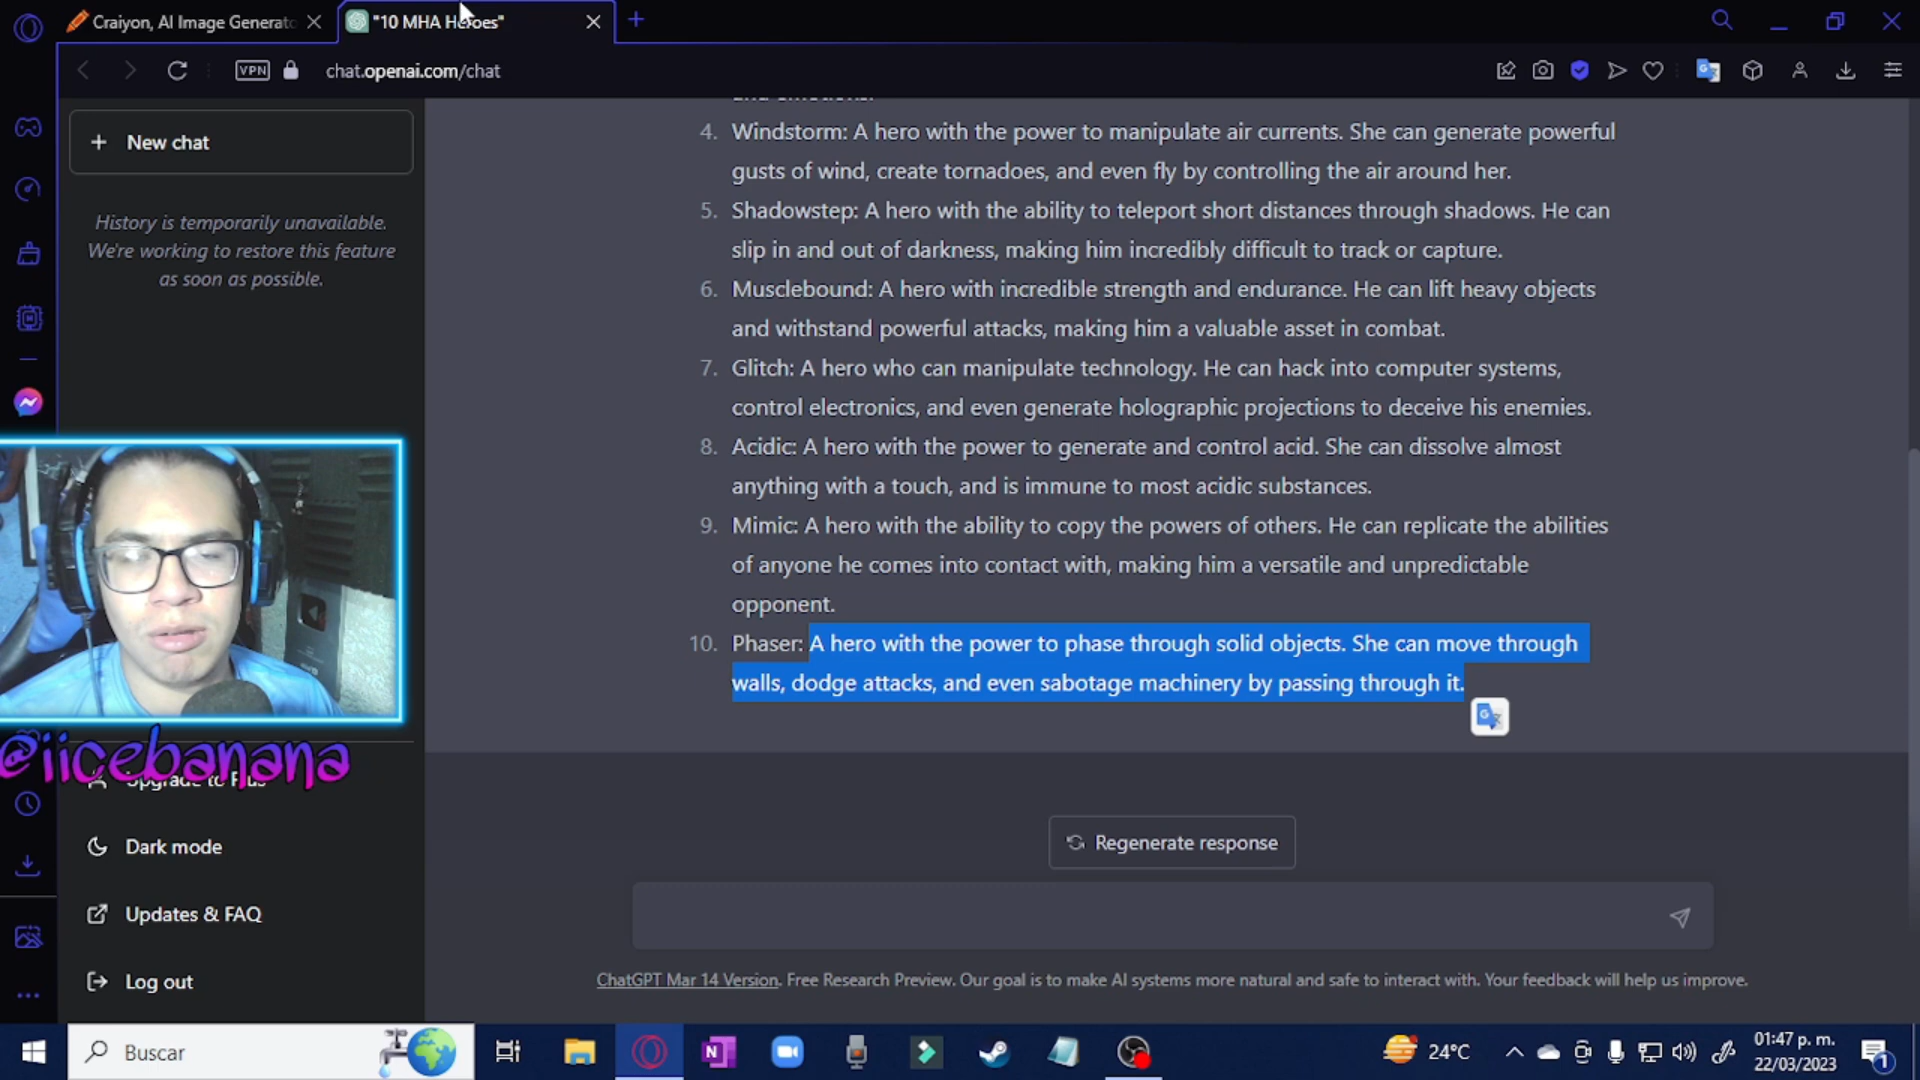 Craiyon, AI Image Generato
"10 MHA Heroes"
VPN
chat.openai.com/chat
New chat
History is temporarily unavailable.
We're working to restore this feature
as soon as possible.
4. Windstorm: A hero with the power to manipulate air currents. She can generate powerful
gusts of wind, create tornadoes, and even fly by controlling the air around her.
5. Shadowstep: A hero with the ability to teleport short distances through shadows. He can
slip in and out of darkness, making him incredibly difficult to track or capture.
6. Musclebound: A hero with incredible strength and endurance. He can lift heavy objects
and withstand powerful attacks, making him a valuable asset in combat.
7. Glitch: A hero who can manipulate technology. He can hack into computer systems,
control electronics, and even generate holographic projections to deceive his enemies.
8. Acidic: A hero with the power to generate and control acid. She can dissolve almost
anything with a touch, and is immune to most acidic substances.
9. Mimic: A hero with the ability to copy the powers of others. He can replicate the abilities
of anyone he comes into contact with, making him a versatile and unpredictable
opponent.
10. Phaser: A hero with the power to phase through solid objects. She can move through
walls, dodge attacks, and even sabotage machinery by passing through it.
@iicebanana
Upgrade to Plus
Dark mode
Updates & FAQ
Log out
Regenerate response
ChatGPT Mar 14 Version. Free Research Preview. Our goal is to make AI systems more natural and safe to interact with. Your feedback will help us improve.
Buscar
24°C
01:47 p. m.
22/03/2023
1